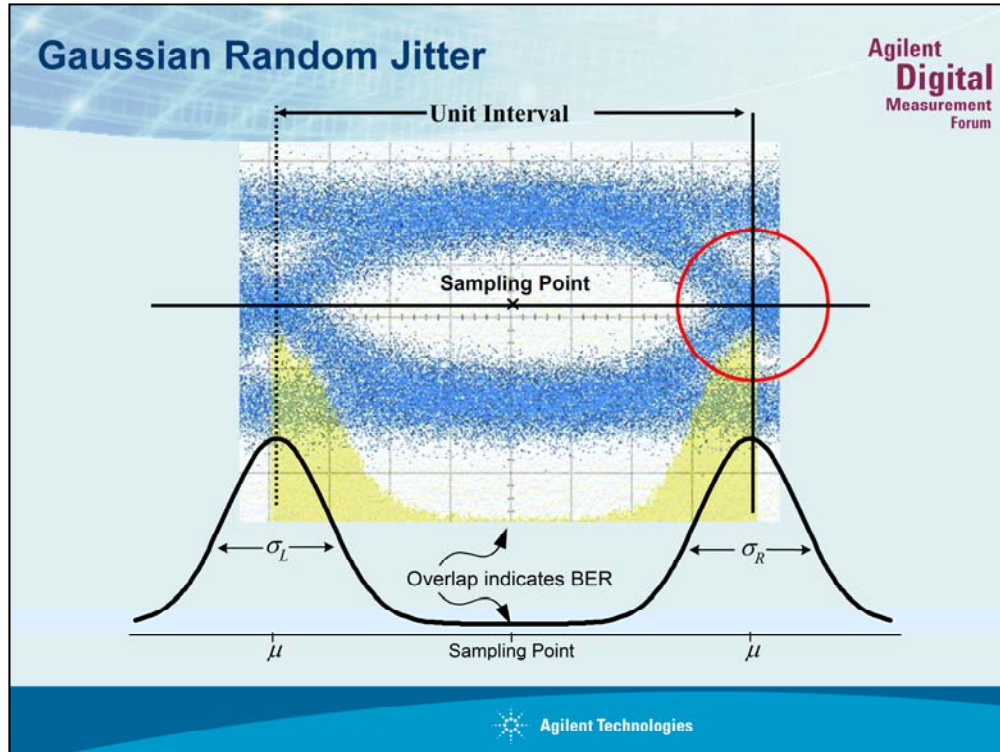 Gaussian Random Jitter
Agilent
Digital
Measurement
Forum
Unit Interval
Sampling Point
×
σL
σR
Overlap indicates BER
μ
Sampling Point
μ
Agilent Technologies